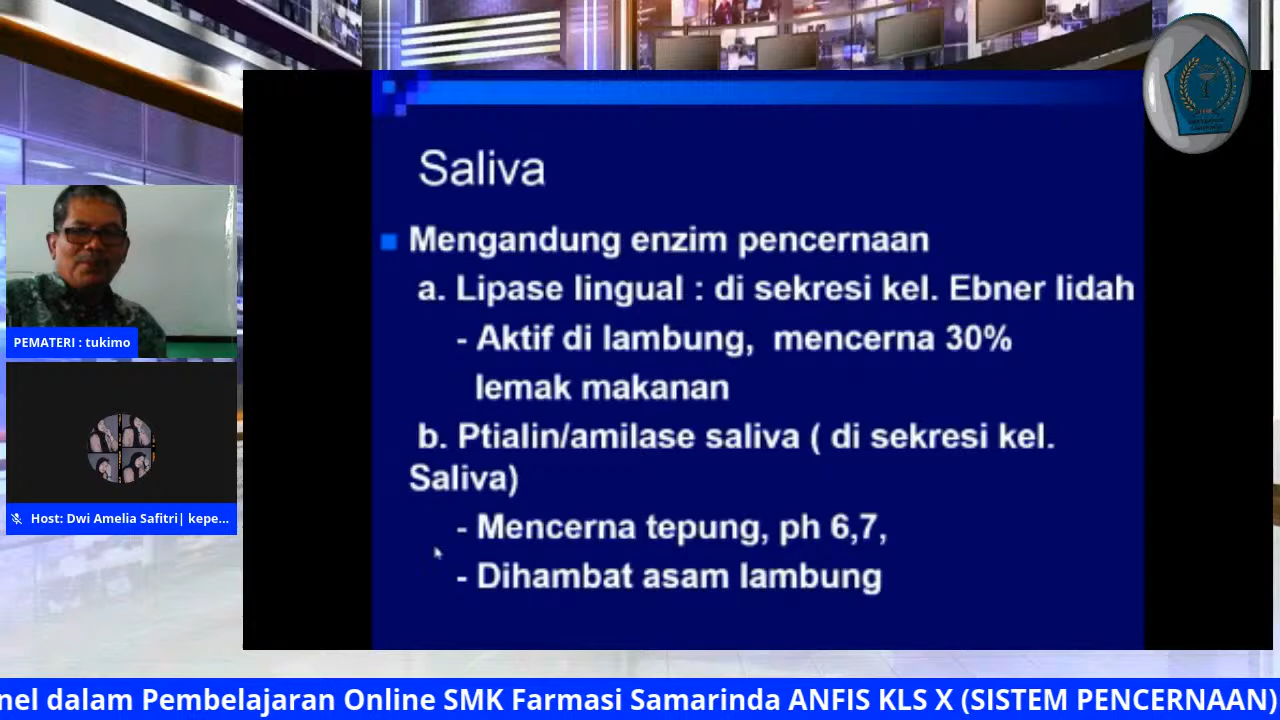 Saliva
Mengandung enzim pencernaan
a. Lipase lingual : di sekresi kel. Ebner lidah
- Aktif di lambung, mencerna 30%
lemak makanan
b. Ptialin/amilase saliva ( di sekresi kel.
Saliva)
- Mencerna tepung, ph 6,7,
- Dihambat asam lambung
PEMATERI : tukimo
Host: Dwi Amelia Safitri| kepe...
nel dalam Pembelajaran Online SMK Farmasi Samarinda ANFIS KLS X (SISTEM PENCERNAAN)